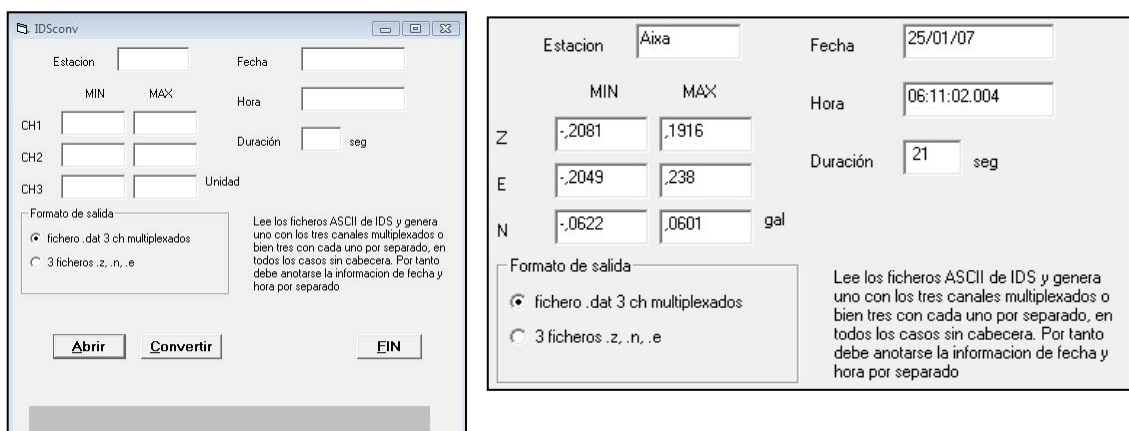 IDSconv
Estacion
Fecha
MIN MAX
Hora
CH1
Duración seg
CH2
CH3 Unidad
Formato de salida
fichero .dat 3 ch multiplexados
3 ficheros .z, .n, .e
Lee los ficheros ASCII de IDS y genera
uno con los tres canales multiplexados o
bien tres con cada uno por separado, en
todos los casos sin cabecera. Por tanto
debe anotarse la informacion de fecha y
hora por separado
Abrir Convertir FIN
Estacion Aixa Fecha 25/01/07
MIN MAX
Hora 06:11:02.004
Z -,2081 ,1916
Duración 21 seg
E -,2049 ,238
N -,0622 ,0601 gal
Formato de salida
fichero .dat 3 ch multiplexados
3 ficheros .z, .n, .e
Lee los ficheros ASCII de IDS y genera
uno con los tres canales multiplexados o
bien tres con cada uno por separado, en
todos los casos sin cabecera. Por tanto
debe anotarse la informacion de fecha y
hora por separado